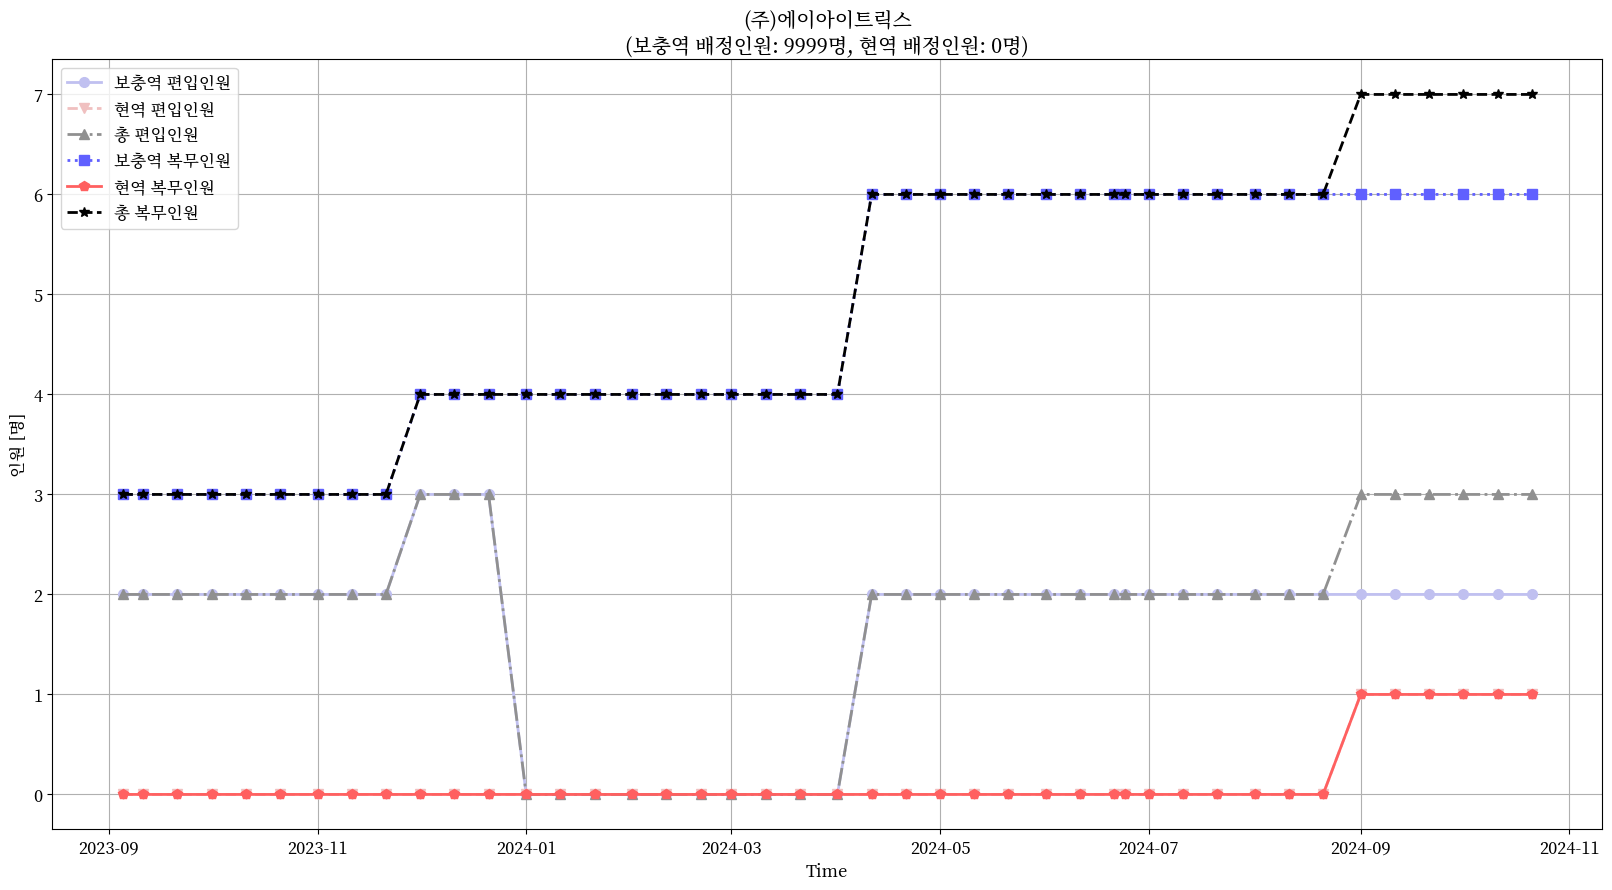 (주)에이아이트릭스
(보충역 배정인원: 9999명, 현역 배정인원: 0명)
보충역 편입인원
현역 편입인원
총 편입인원
보충역 복무인원
현역 복무인원
총 복무인원
인원 [명]
7
6
5
4
3
2
1
0
2023-09
2023-11
2024-01
2024-03
2024-05
2024-07
2024-09
2024-11
Time